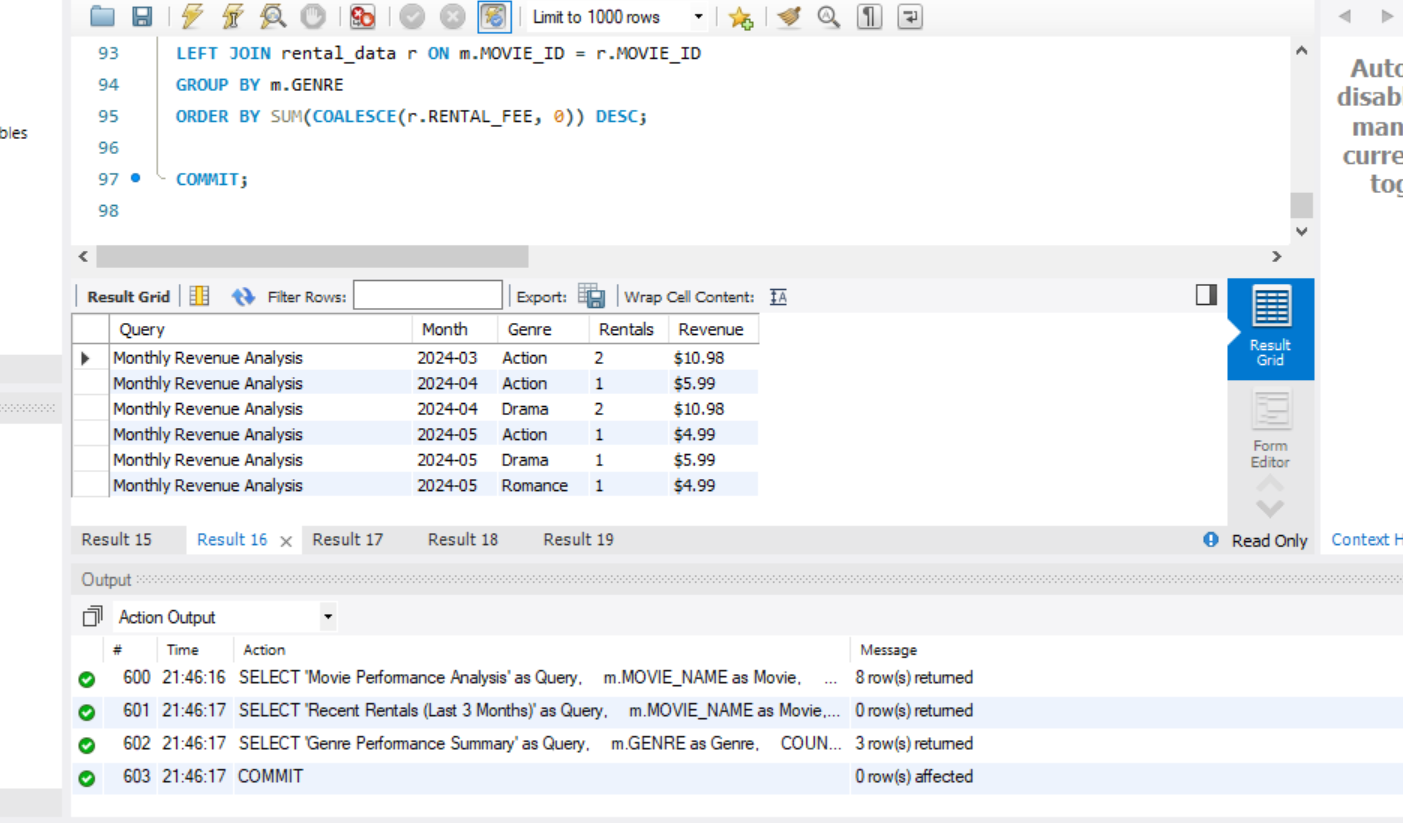 Limit to 1000 rows
93 LEFT JOIN rental_data r ON m.MOVIE_ID = r.MOVIE_ID
94 GROUP BY m.GENRE
95 ORDER BY SUM(COALESCE(r.RENTAL_FEE, 0)) DESC;
96
97 COMMIT;
98
bles
Auto
disabl
man
curre
tog
Result Grid Filter Rows: Export: Wrap Cell Content:
Query Month Genre Rentals Revenue
Monthly Revenue Analysis 2024-03 Action 2 $10.98
Monthly Revenue Analysis 2024-04 Action 1 $5.99
Monthly Revenue Analysis 2024-04 Drama 2 $10.98
Monthly Revenue Analysis 2024-05 Action 1 $4.99
Monthly Revenue Analysis 2024-05 Drama 1 $5.99
Monthly Revenue Analysis 2024-05 Romance 1 $4.99
Result
Grid
Form
Editor
Result 15 Result 16 Result 17 Result 18 Result 19 Read Only Context H
Output
Action Output
# Time Action Message
600 21:46:16 SELECT 'Movie Performance Analysis' as Query, m.MOVIE_NAME as Movie, ... 8 row(s) returned
601 21:46:17 SELECT 'Recent Rentals (Last 3 Months)' as Query, m.MOVIE_NAME as Movie,... 0 row(s) returned
602 21:46:17 SELECT 'Genre Performance Summary' as Query, m.GENRE as Genre, COUN... 3 row(s) returned
603 21:46:17 COMMIT 0 row(s) affected